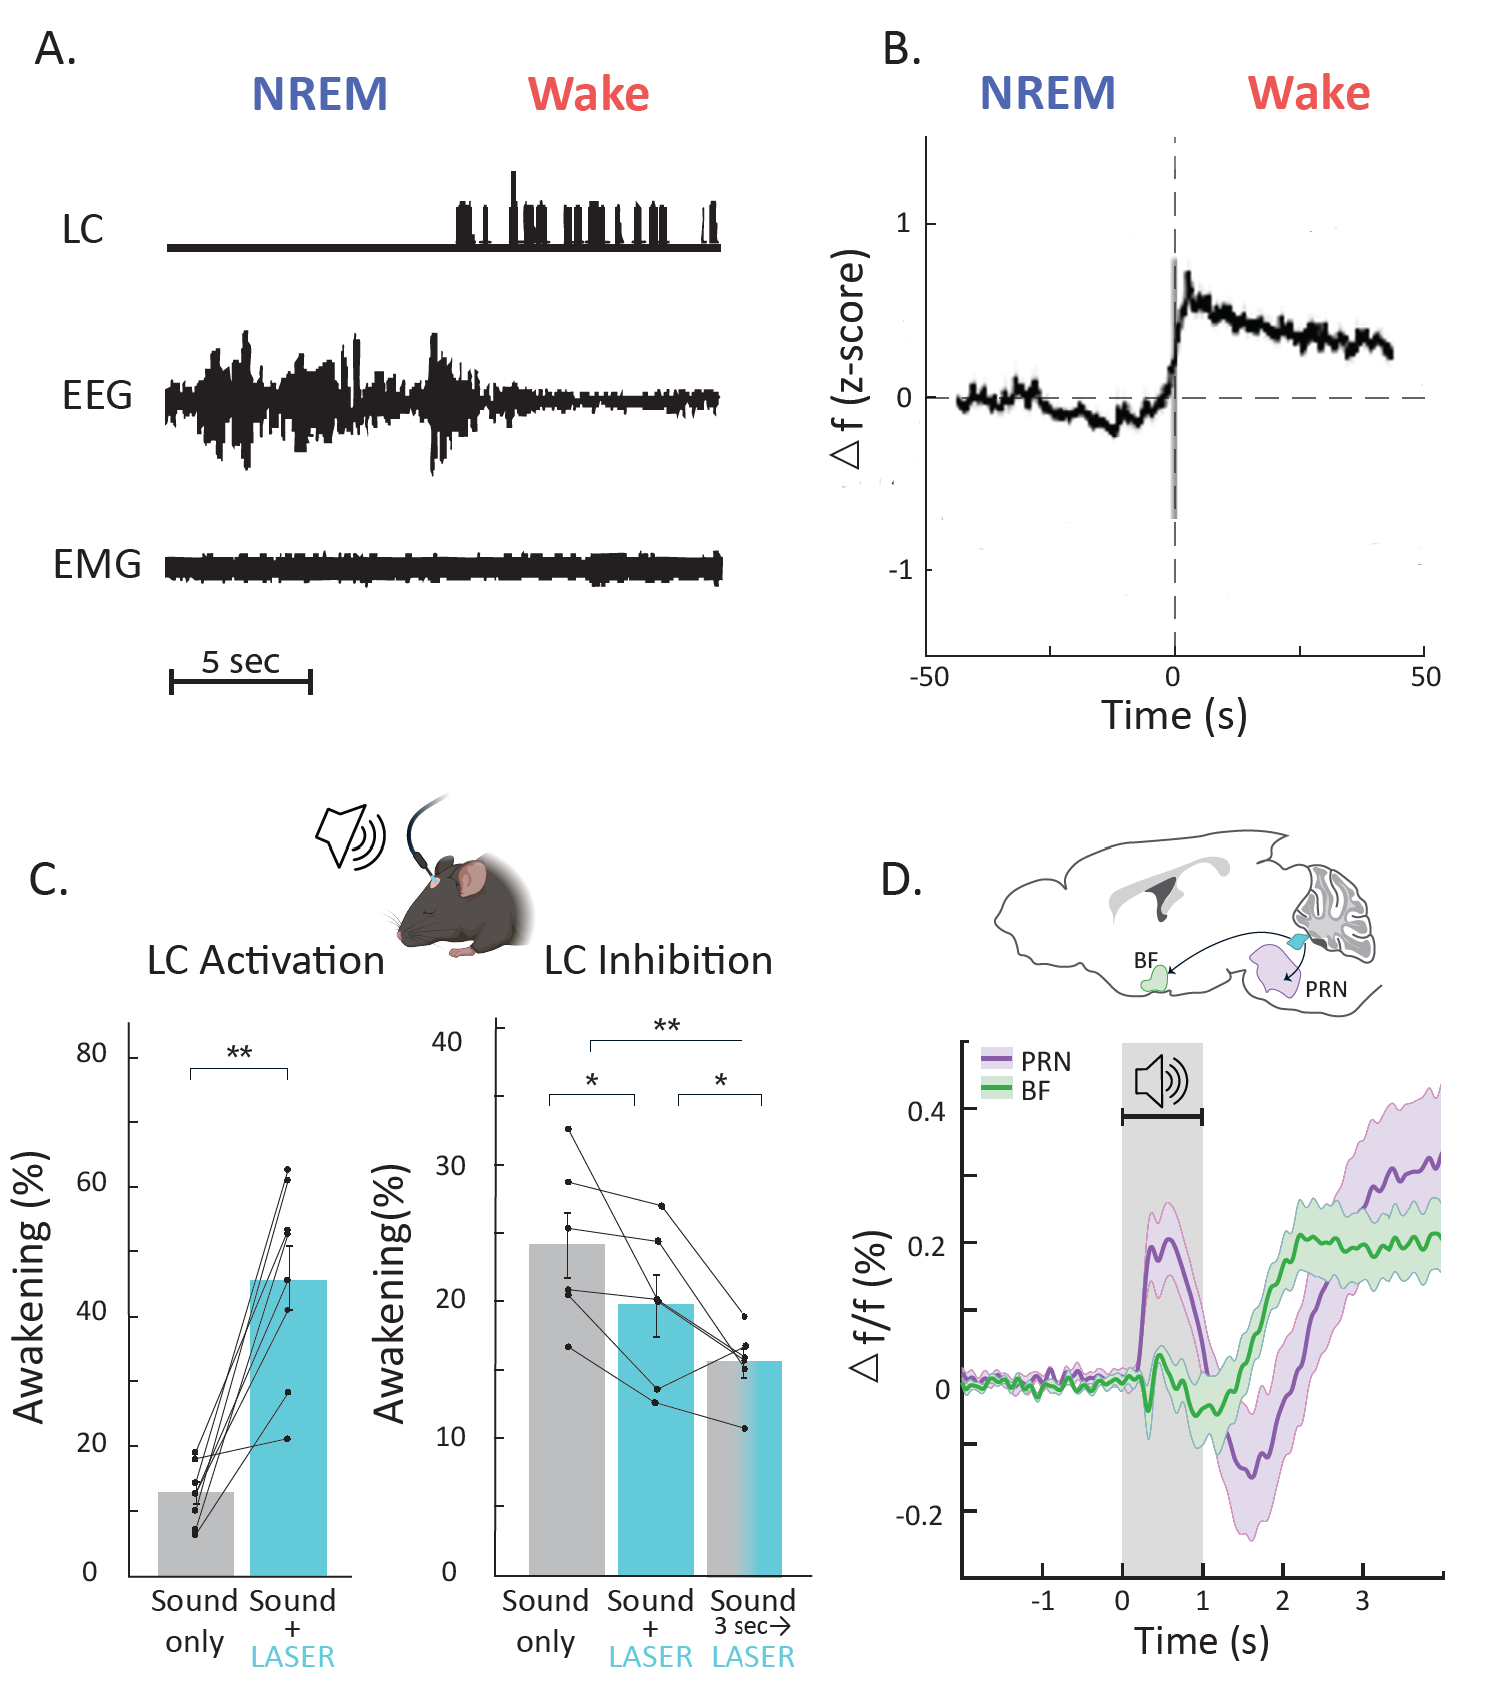 A.
NREM Wake
LC
EEG
EMG
5 sec
B.
NREM Wake
△ f (z-score)
1
0
-1
-50 0 50
Time (s)
C.
LC Activation
Awakening (%)
80
60
40
20
0
**
Sound only
Sound + LASER
LC Inhibition
Awakening(%)
40
30
20
10
0
**
* *
Sound only
Sound + LASER
Sound 3 sec→ LASER
D.
BF
PRN
PRN
BF
△ f/f (%)
0.4
0.2
0
-0.2
-1 0 1 2 3
Time (s)